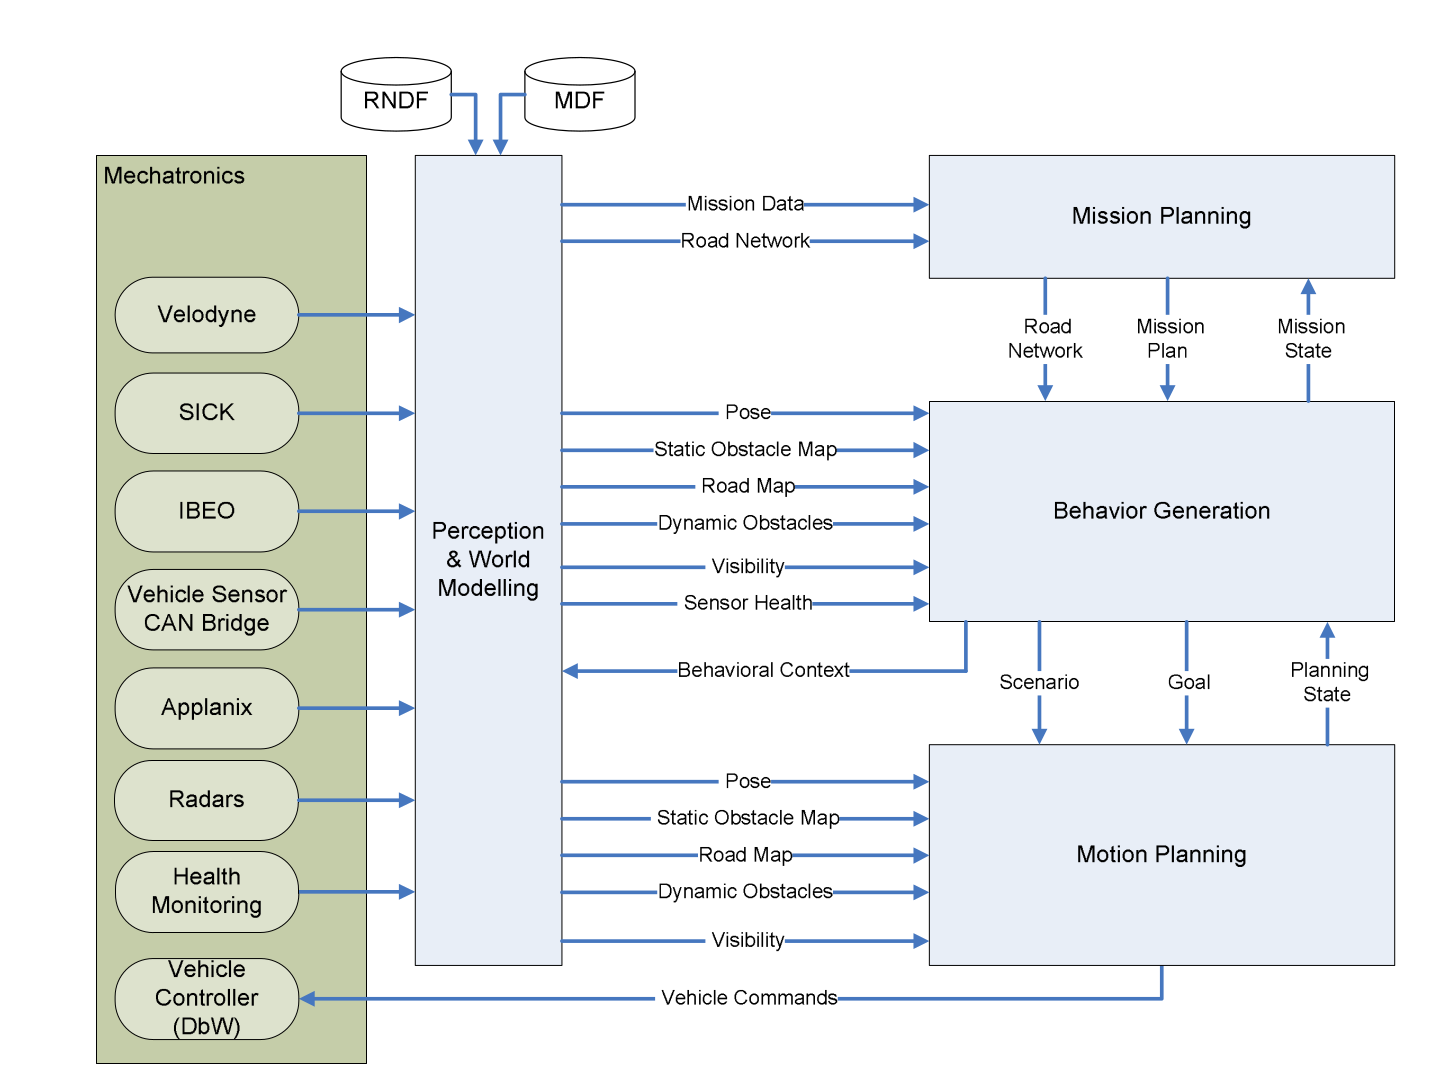 RNDF
MDF
Mechatronics
Velodyne
SICK
IBEO
Vehicle Sensor
CAN Bridge
Applanix
Radars
Health
Monitoring
Vehicle
Controller
(DbW)
Perception
& World
Modelling
Mission Data
Road Network
Pose
Static Obstacle Map
Road Map
Dynamic Obstacles
Visibility
Sensor Health
Behavioral Context
Pose
Static Obstacle Map
Road Map
Dynamic Obstacles
Visibility
Vehicle Commands
Mission Planning
Road
Network
Mission
Plan
Mission
State
Behavior Generation
Scenario
Goal
Planning
State
Motion Planning